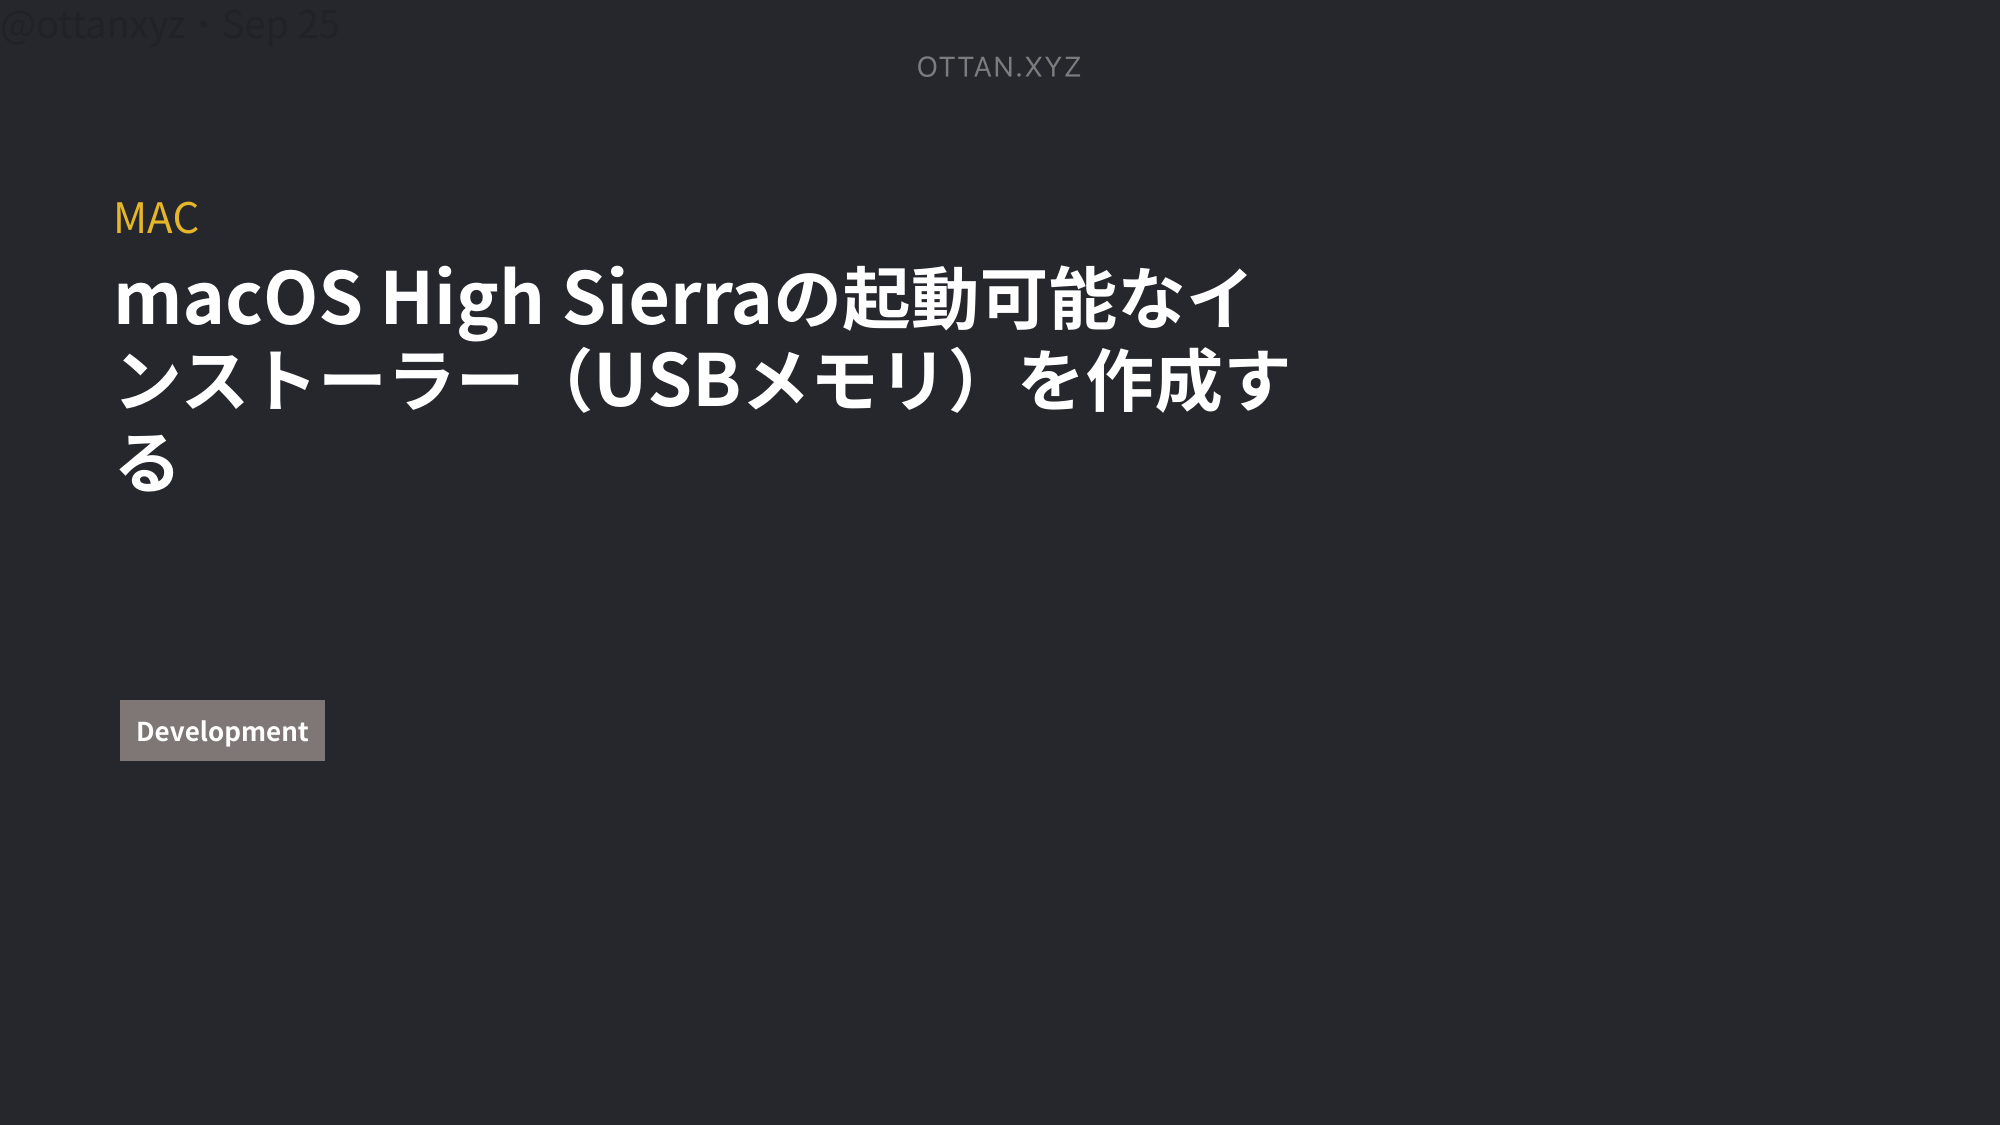 @ottanxyz・Sep 25
OTTAN.XYZ
MAC
macOS High Sierraの起動可能なイ
ンストーラー（USBメモリ）を作成す
る
Development